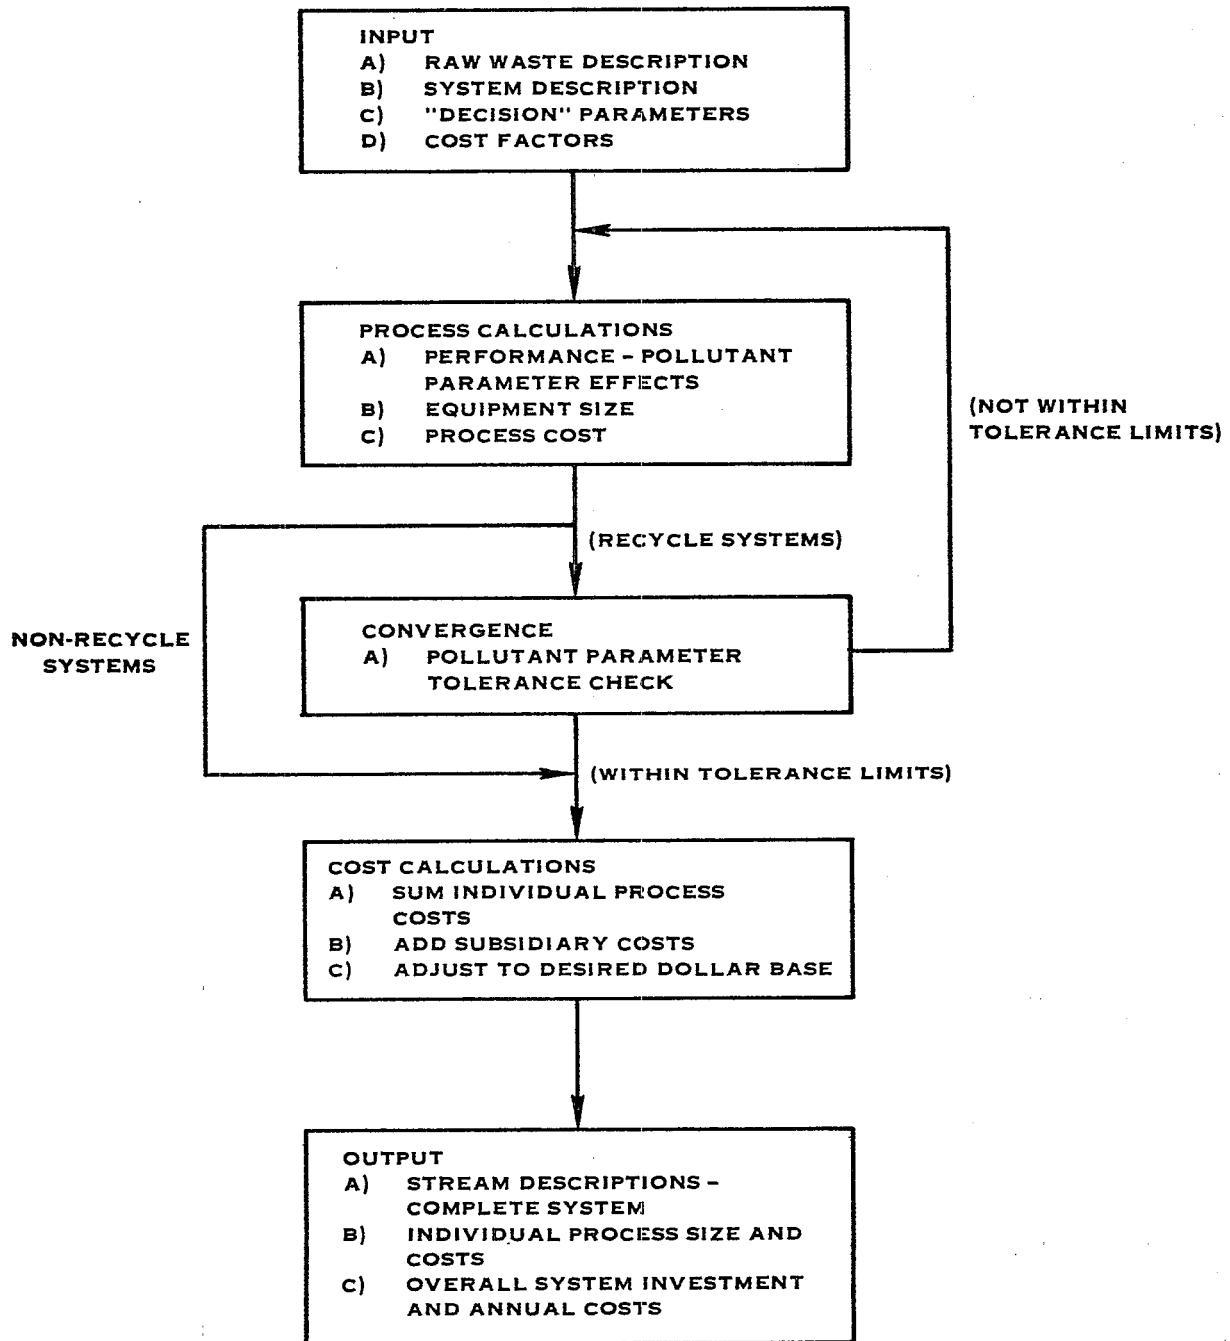 INPUT
A) RAW WASTE DESCRIPTION
B) SYSTEM DESCRIPTION
C) "DECISION" PARAMETERS
D) COST FACTORS
PROCESS CALCULATIONS
A) PERFORMANCE - POLLUTANT
PARAMETER EFFECTS
B) EQUIPMENT SIZE
C) PROCESS COST
(NOT WITHIN
TOLERANCE LIMITS)
(RECYCLE SYSTEMS)
NON-RECYCLE
SYSTEMS
CONVERGENCE
A) POLLUTANT PARAMETER
TOLERANCE CHECK
(WITHIN TOLERANCE LIMITS)
COST CALCULATIONS
A) SUM INDIVIDUAL PROCESS
COSTS
B) ADD SUBSIDIARY COSTS
C) ADJUST TO DESIRED DOLLAR BASE
OUTPUT
A) STREAM DESCRIPTIONS -
COMPLETE SYSTEM
B) INDIVIDUAL PROCESS SIZE AND
COSTS
C) OVERALL SYSTEM INVESTMENT
AND ANNUAL COSTS